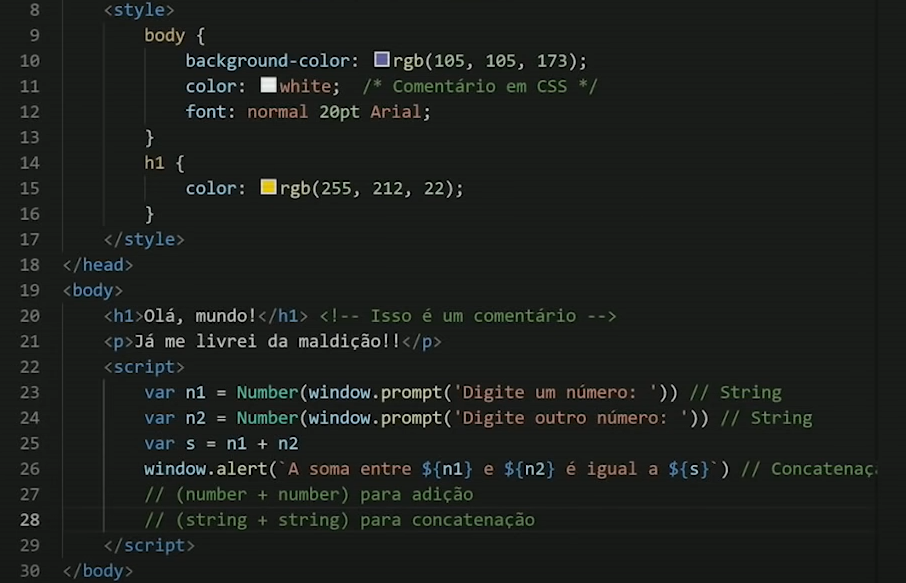 8 <style>
9 body {
10 background-color: rgb(105, 105, 173);
11 color: white; /* Comentário em CSS */
12 font: normal 20pt Arial;
13 }
14 h1 {
15 color: rgb(255, 212, 22);
16 }
17 </style>
18 </head>
19 <body>
20 <h1>Olá, mundo!</h1> <!-- Isso é um comentário -->
21 <p>Já me livrei da maldição!!</p>
22 <script>
23 var n1 = Number(window.prompt('Digite um número: ')) // String
24 var n2 = Number(window.prompt('Digite outro número: ')) // String
25 var s = n1 + n2
26 window.alert(`A soma entre ${n1} e ${n2} é igual a ${s}`) // Concatenaç
27 // (number + number) para adição
28 // (string + string) para concatenação
29 </script>
30 </body>